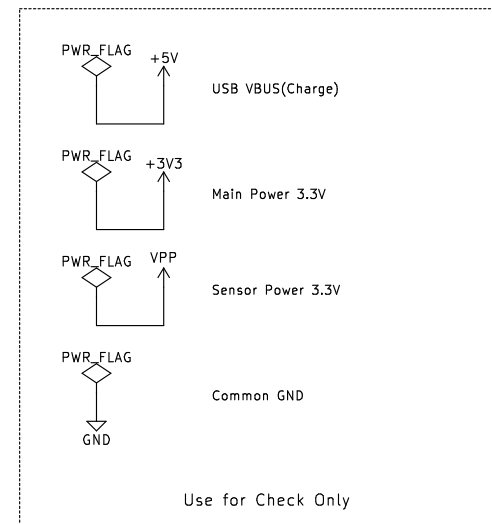 PWR_FLAG
+5V
USB VBUS(Charge)
PWR_FLAG
+3V3
Main Power 3.3V
PWR_FLAG
VPP
Sensor Power 3.3V
PWR_FLAG
Common GND
GND
Use for Check Only